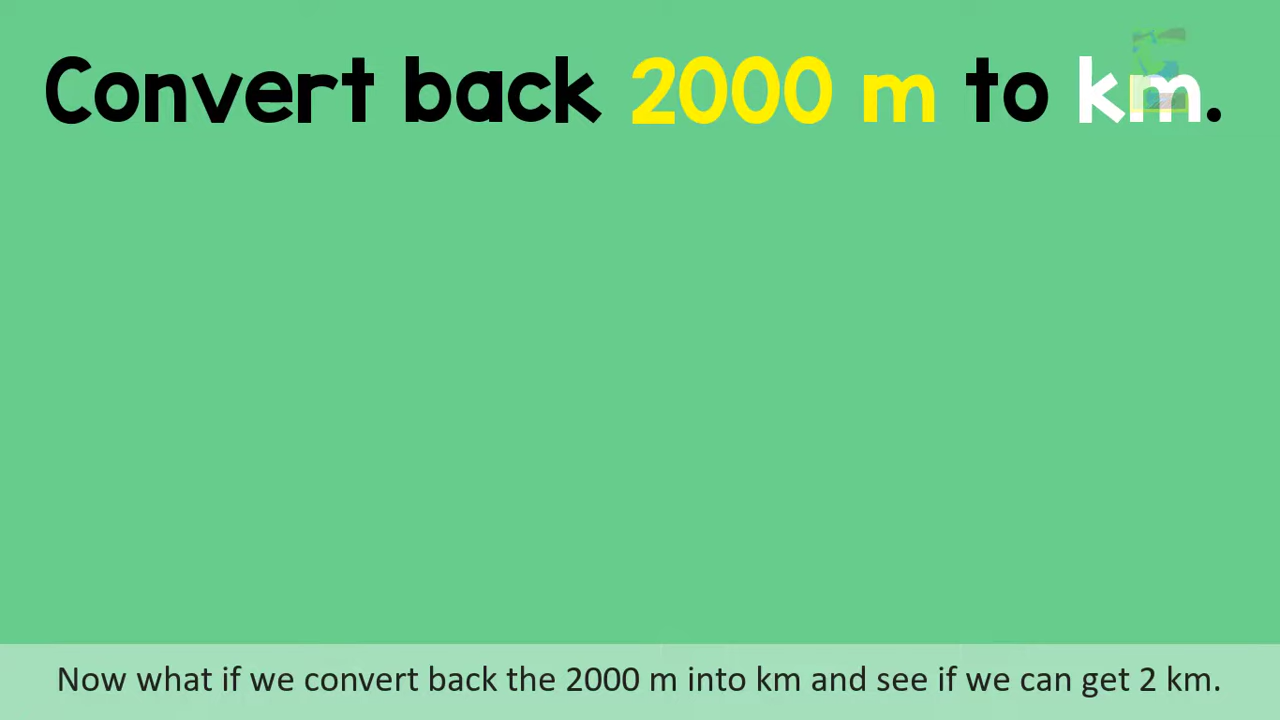 Convert back 2000 m to km.
Now what if we convert back the 2000 m into km and see if we can get 2 km.